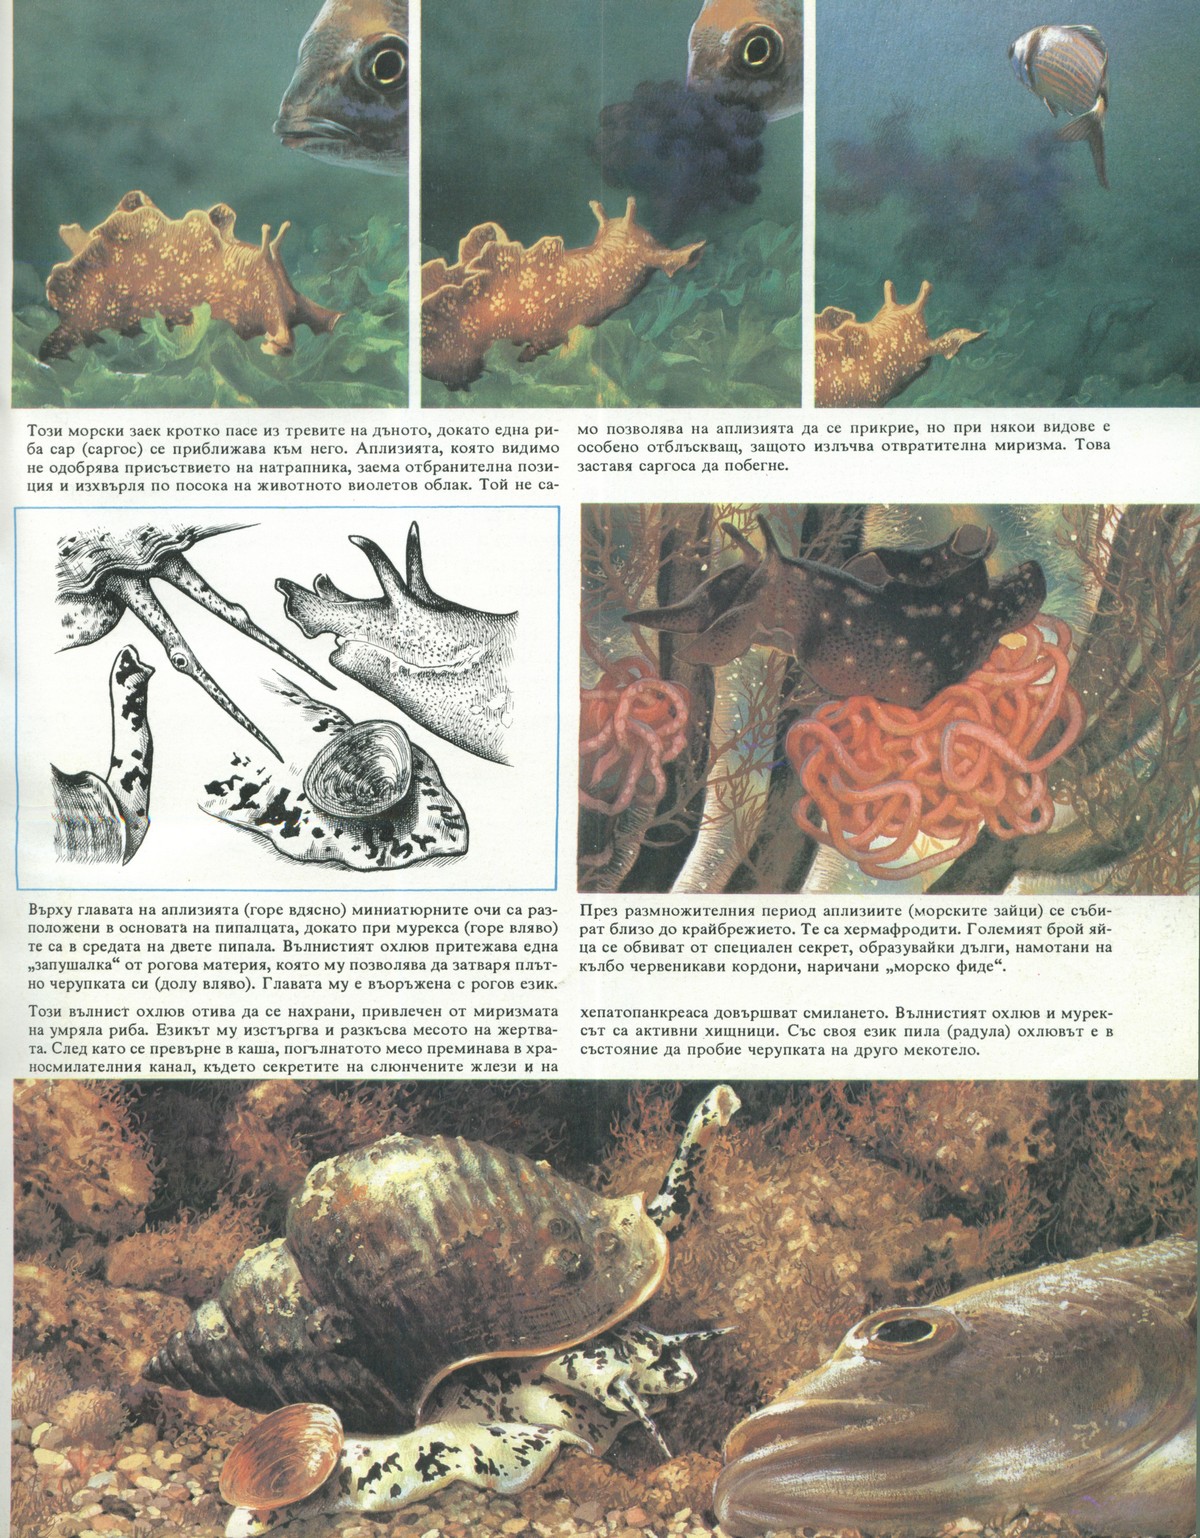 Този морски заек кротко пасе из тревите на дъното, докато една ри-
ба сар (саргос) се приближава към него. Аплизията, която видимо
не одобрява присъствието на натрапника, заема отбранителна пози-
ция и изхвърля по посока на животното виолетов облак. Той не са-
мо позволява на аплизията да се прикрие, но при някои видове е
особено отблъскващ, защото излъчва отвратителна миризма. Това
заставя саргоса да побегне.
Върху главата на аплизията (горе вдясно) миниатюрните очи са раз-
положени в основата на пипалцата, докато при мурекса (горе вляво)
те са в средата на двете пипала. Вълнистият охлюв притежава една
„запушалка“ от рогова материя, която му позволява да затваря плът-
но черупката си (долу вляво). Главата му е въоръжена с рогов език.
През размножителния период аплизиите (морските зайци) се съби-
рат близо до крайбрежието. Те са хермафродити. Големият брой яй-
ца се обвиват от специален секрет, образувайки дълги, намотани на
кълбо червеникави кордони, наричани „морско фиде“.
Този вълнист охлюв отива да се нахрани, привлечен от миризмата
на умряла риба. Езикът му изстъргва и разкъсва месото на жертва-
та. След като се превърне в каша, погълнатото месо преминава в хра-
носмилателния канал, където секретите на слюнчените жлези и на
хепатопанкреаса довършват смилането. Вълнистият охлюв и мурек-
сът са активни хищници. Със своя език пила (радула) охлювът е в
състояние да пробие черупката на друго мекотело.